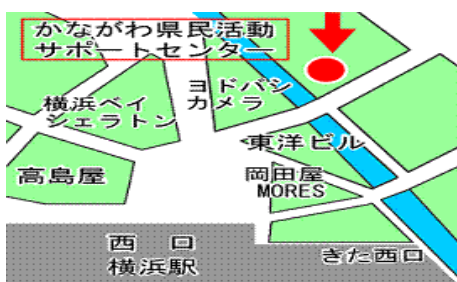 かながわ県民活動
サポートセンター
ヨドバシ
カメラ
横浜ベイ
シェラトン
東洋ビル
高島屋
岡田屋
MORES
西 口
横浜駅
きた西口